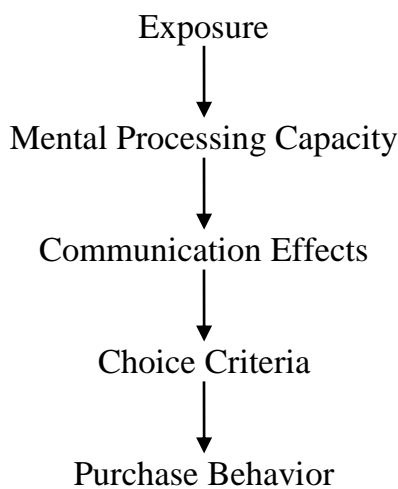 Exposure
Mental Processing Capacity
Communication Effects
Choice Criteria
Purchase Behavior